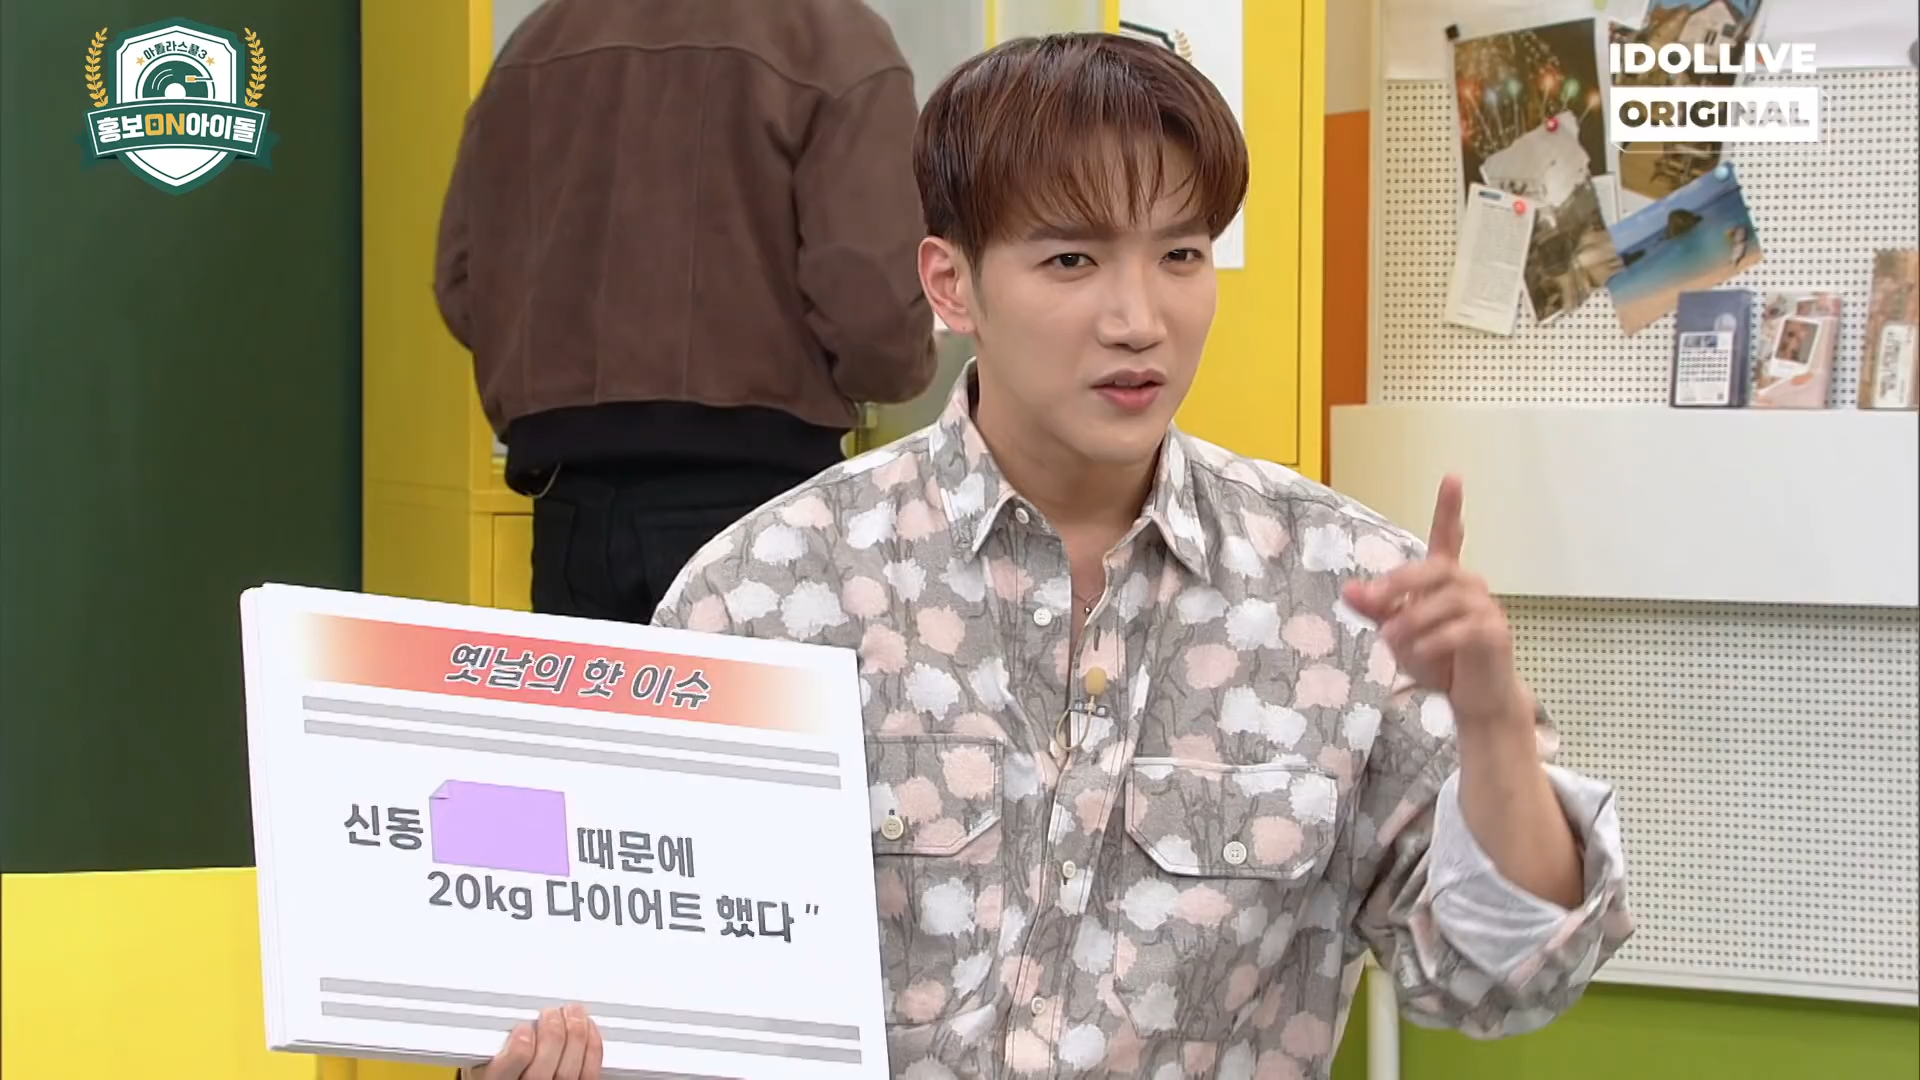 아돌라스쿨3
홍보ON아이돌
IDOLLIVE
ORIGINAL
옛날의 핫 이슈
신동 때문에
20kg 다이어트 했다"